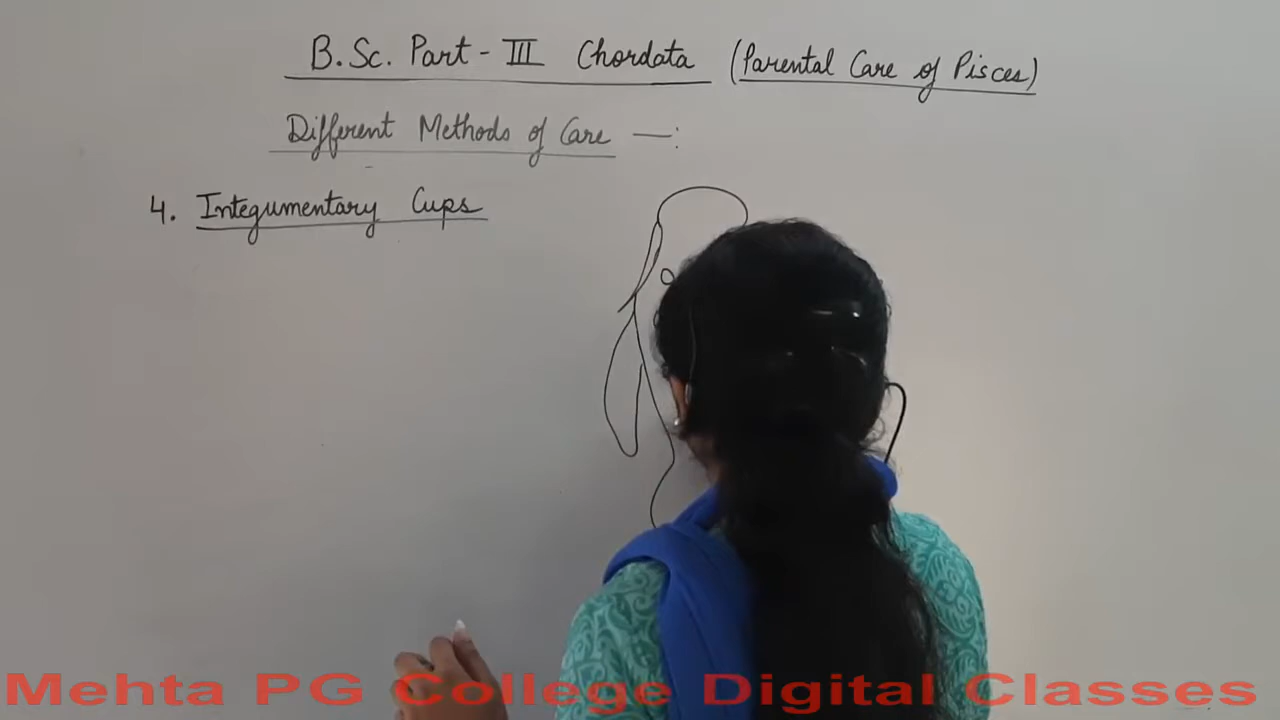 B.Sc. Part - III Chordata (Parental Care of Pisces)
Different Methods of Care —:
4. Integumentary Cups
Mehta PG College Digital Classes